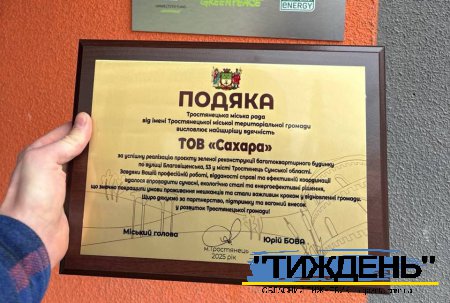 GREENPEACE
ENERGY
ПОДЯКА
Тростянецька міська рада
від імені Тростянецької міської територіальної громади
висловлює найщирішу вдячність
ТОВ «Сахара»
за успішну реалізацію проєкту зеленої реконструкції багатоквартирного будинку
по вулиці Благовіщенська, 53 у місті Тростянець Сумської області.
Завдяки Вашій професійній роботі, відданості справі та ефективній координації
вдалося впровадити сучасні, екологічно сталі та енергоефективні рішення,
що значно покращили умови проживання мешканців та стали важливим кроком у відновленні громади.
Щиро дякуємо за партнерство, підтримку та вагомий внесок
у розвиток Тростянецької громади!
Міський голова
Юрій БОВА
м.Тростянець
2025 рік
"ТИЖДЕНЬ"